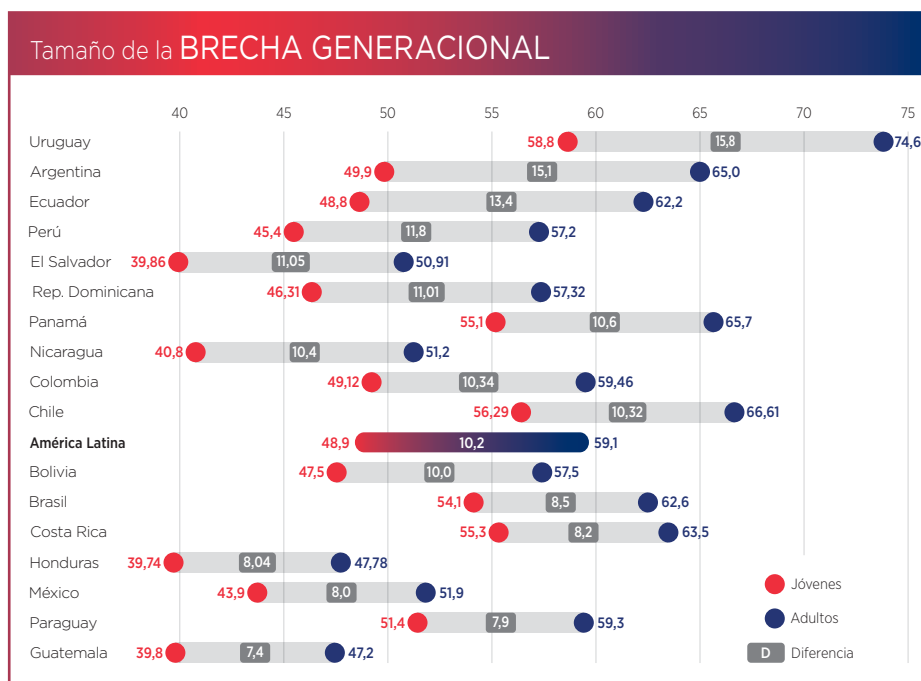 Tamaño de la BRECHA GENERACIONAL
40 45 50 55 60 65 70 75
Uruguay 58,8 15,8 74,6
Argentina 49,9 15,1 65,0
Ecuador 48,8 13,4 62,2
Perú 45,4 11,8 57,2
El Salvador 39,86 11,05 50,91
Rep. Dominicana 46,31 11,01 57,32
Panamá 55,1 10,6 65,7
Nicaragua 40,8 10,4 51,2
Colombia 49,12 10,34 59,46
Chile 56,29 10,32 66,61
América Latina 48,9 10,2 59,1
Bolivia 47,5 10,0 57,5
Brasil 54,1 8,5 62,6
Costa Rica 55,3 8,2 63,5
Honduras 39,74 8,04 47,78
México 43,9 8,0 51,9
Paraguay 51,4 7,9 59,3
Guatemala 39,8 7,4 47,2
Jóvenes
Adultos
D Diferencia